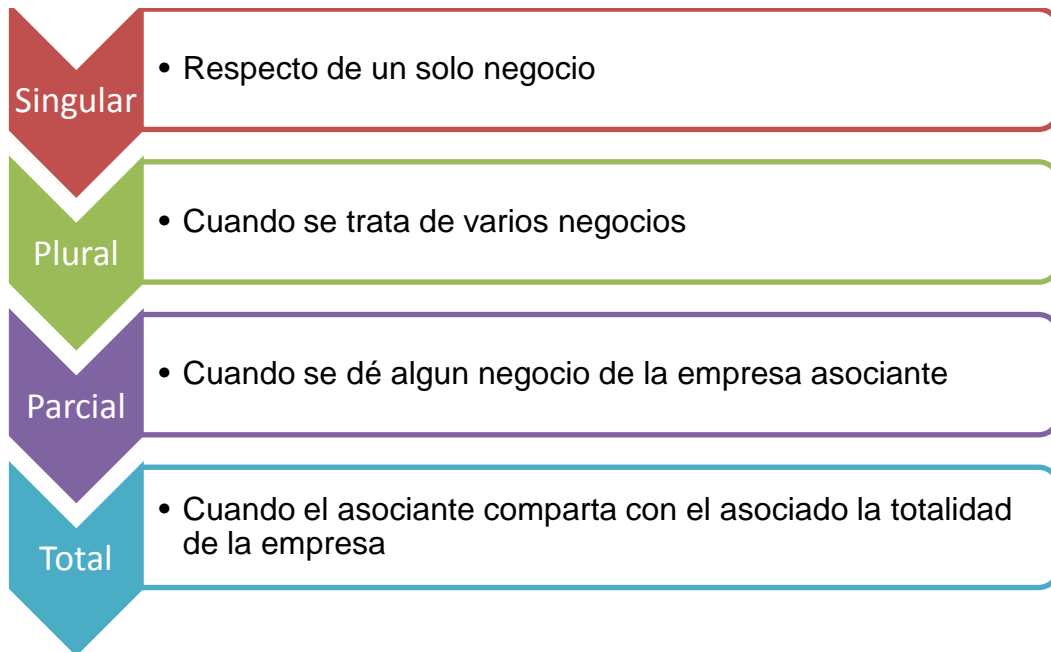 Singular
• Respecto de un solo negocio
Plural
• Cuando se trata de varios negocios
Parcial
• Cuando se dé algun negocio de la empresa asociante
Total
• Cuando el asociante comparta con el asociado la totalidad
de la empresa